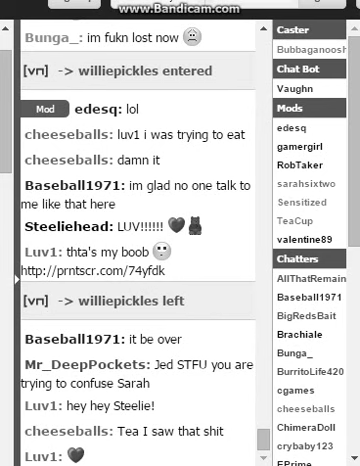 www.Bandicam.com
Bunga_: im fukn lost now
[vn] -> williepickles entered
Mod edesq: lol
cheeseballs: luv1 i was trying to eat
cheeseballs: damn it
Baseball1971: im glad no one talk to
me like that here
Steeliehead: LUV!!!!!!
Luv1: thta's my boob
http://prntscr.com/74yfdk
[vn] -> williepickles left
Baseball1971: it be over
Mr_DeepPockets: Jed STFU you are
trying to confuse Sarah
Luv1: hey hey Steelie!
cheeseballs: Tea I saw that shit
Luv1:
Caster
Bubbaganoosh
Chat Bot
Vaughn
Mods
edesq
gamergirl
RobTaker
sarahsixtwo
Sensitized
TeaCup
valentine89
Chatters
AllThatRemain
Baseball1971
BigRedsBait
Brachiale
Bunga_
BurritoLife420
cgames
cheeseballs
ChimeraDoll
crybaby123
EPrime